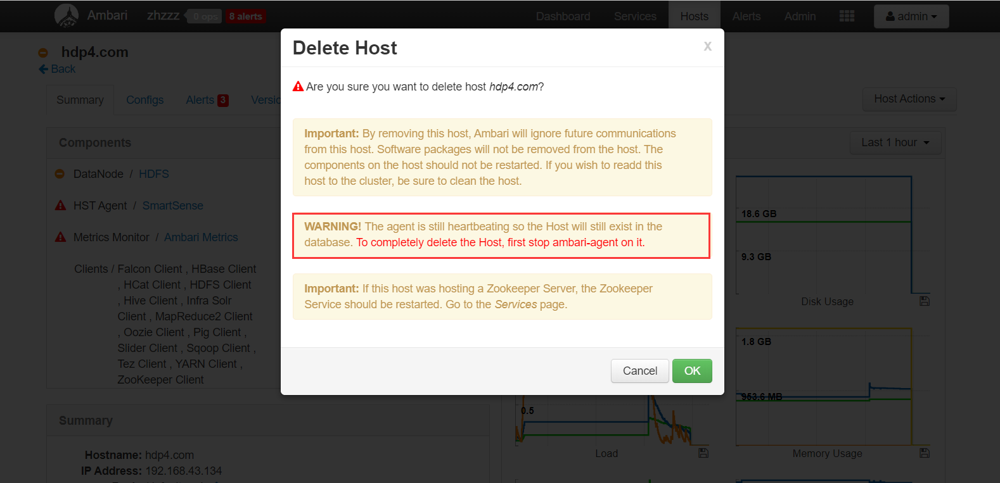 Ambari zhzzz 0 ops 8 alerts Dashboard Services Hosts Alerts Admin admin
hdp4.com
Back
Summary Configs Alerts 3 Versic Host Actions
Delete Host x
Are you sure you want to delete host hdp4.com?
Important: By removing this host, Ambari will ignore future communications
from this host. Software packages will not be removed from the host. The
components on the host should not be restarted. If you wish to readd this
host to the cluster, be sure to clean the host.
WARNING! The agent is still heartbeating so the Host will still exist in the
database. To completely delete the Host, first stop ambari-agent on it.
Important: If this host was hosting a Zookeeper Server, the Zookeeper
Service should be restarted. Go to the Services page.
Cancel OK
Components
DataNode / HDFS
HST Agent / SmartSense
Metrics Monitor / Ambari Metrics
Clients / Falcon Client , HBase Client
, HCat Client , HDFS Client
, Hive Client , Infra Solr
Client , MapReduce2 Client
, Oozie Client , Pig Client ,
Slider Client , Sqoop Client ,
Tez Client , YARN Client ,
ZooKeeper Client
Last 1 hour
18.6 GB
9.3 GB
Disk Usage
1.8 GB
953.6 MB
Memory Usage
0.5
Load
Summary
Hostname: hdp4.com
IP Address: 192.168.43.134